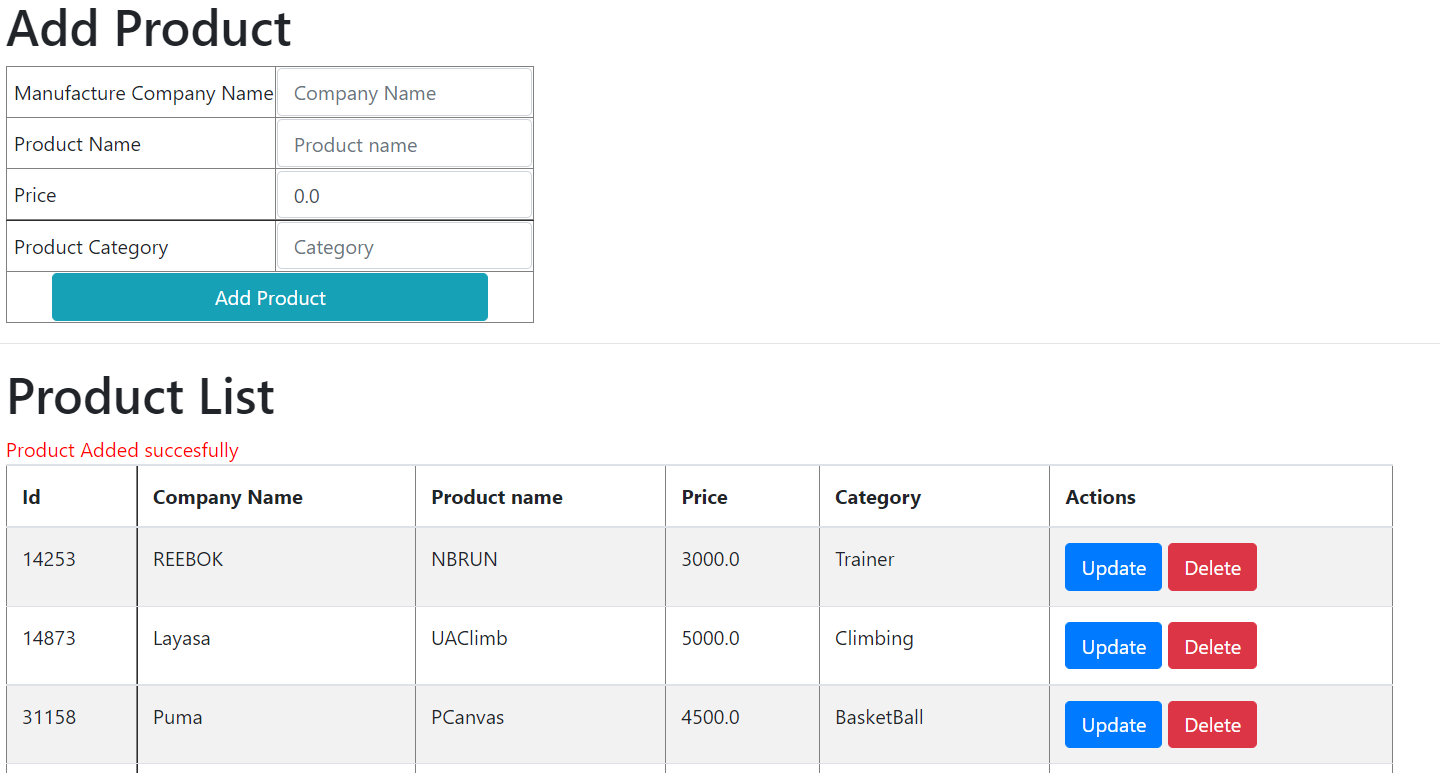 Add Product
Manufacture Company Name Company Name
Product Name Product name
Price 0.0
Product Category Category
Add Product
Product List
Product Added succesfully
Id Company Name Product name Price Category Actions
14253 REEBOK NBRUN 3000.0 Trainer Update Delete
14873 Layasa UAClimb 5000.0 Climbing Update Delete
31158 Puma PCanvas 4500.0 BasketBall Update Delete